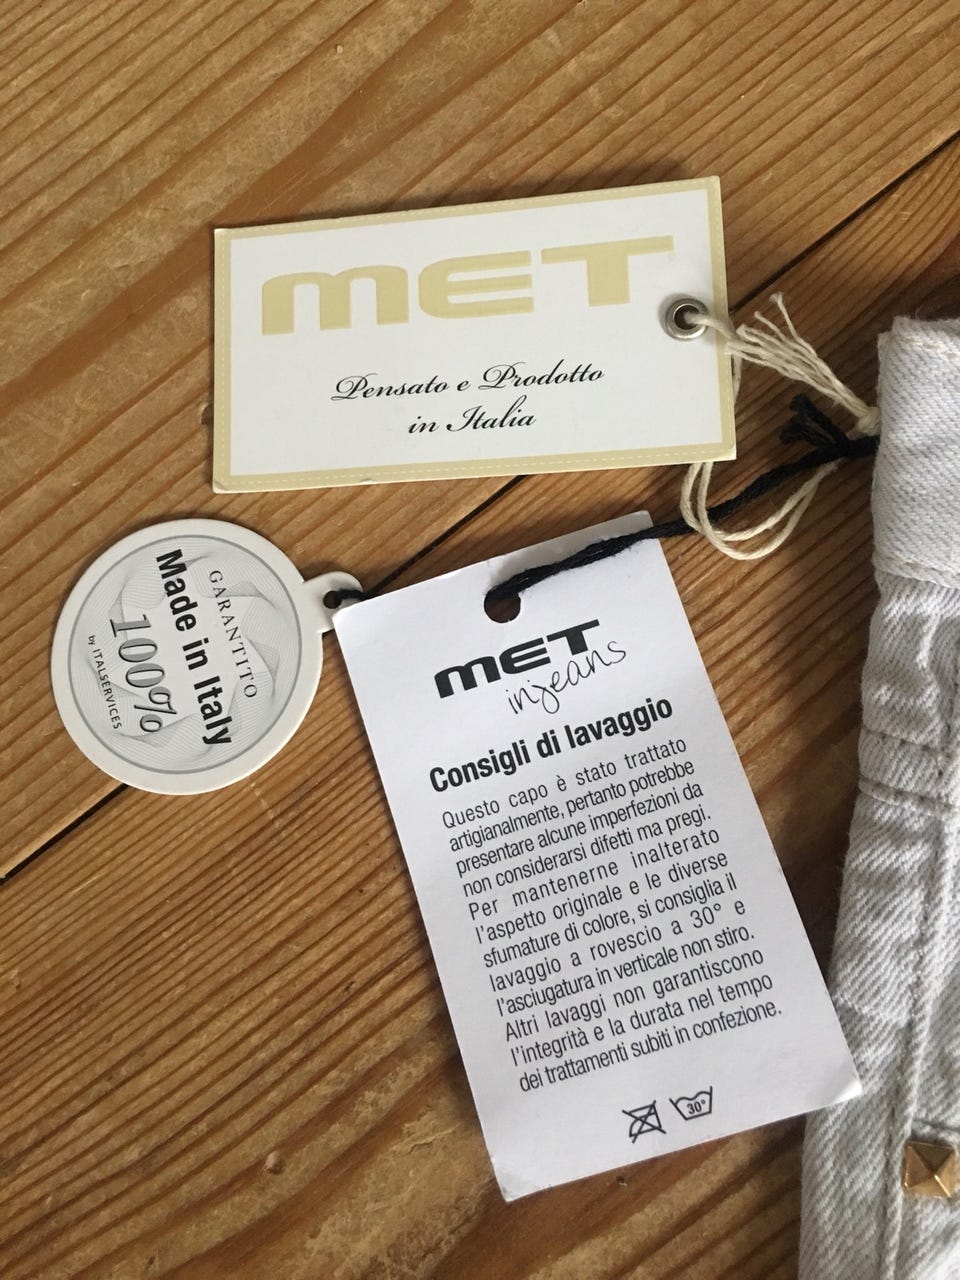 MET
Pensato e Prodotto
in Italia
GARANTITO
Made in Italy
100%
by ITALSERVICES
MET
injeans
Consigli di lavaggio
Questo capo è stato trattato
artigianalmente, pertanto potrebbe
presentare alcune imperfezioni da
non considerarsi difetti ma pregi.
Per mantenerne inalterato
l'aspetto originale e le diverse
sfumature di colore, si consiglia il
lavaggio a rovescio a 30° e
l'asciugatura in verticale non stiro.
Altri lavaggi non garantiscono
l'integrità e la durata nel tempo
dei trattamenti subiti in confezione.
30°